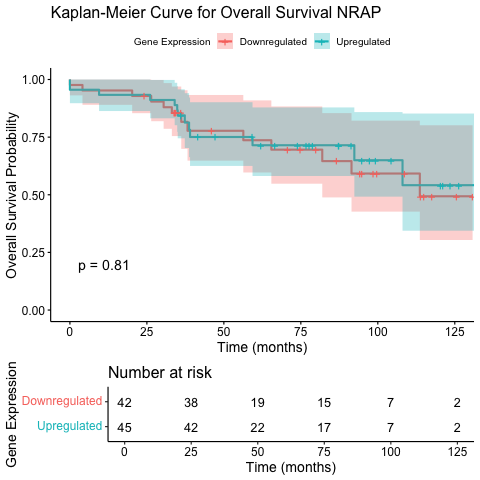 Kaplan-Meier Curve for Overall Survival NRAP
Gene Expression Downregulated Upregulated
Overall Survival Probability
1.00
0.75
0.50
0.25
0.00
p = 0.81
0 25 50 75 100 125
Time (months)
Number at risk
Gene Expression
Downregulated 42 38 19 15 7 2
Upregulated 45 42 22 17 7 2
0 25 50 75 100 125
Time (months)